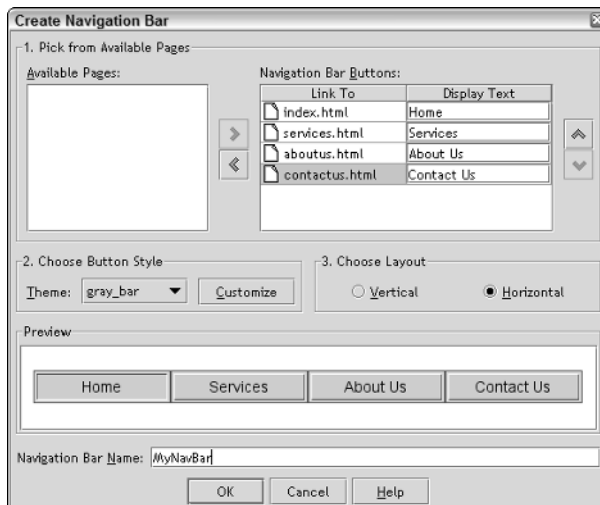 Create Navigation Bar
1. Pick from Available Pages
Available Pages:
Navigation Bar Buttons:
Link To Display Text
index.html Home
services.html Services
aboutus.html About Us
contactus.html Contact Us
2. Choose Button Style
Theme: gray_bar Customize
3. Choose Layout
Vertical Horizontal
Preview
Home Services About Us Contact Us
Navigation Bar Name: MyNavBar
OK Cancel Help